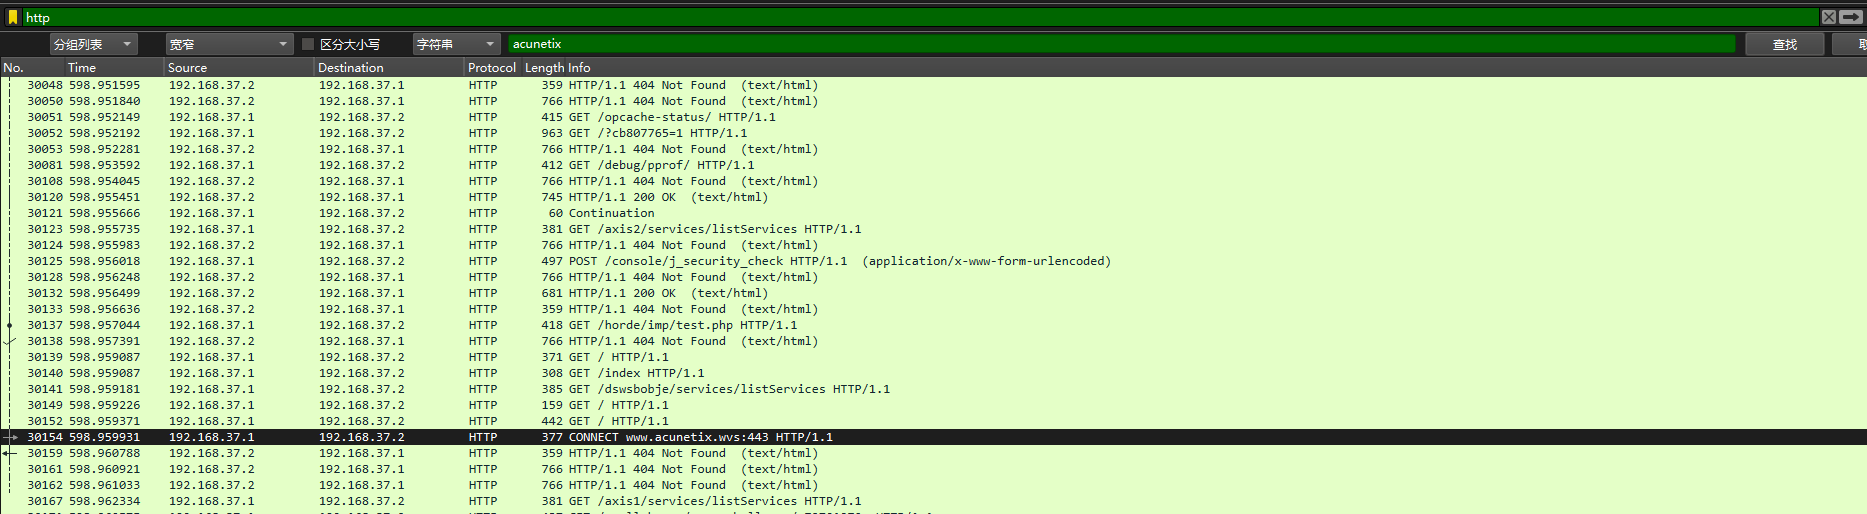 http
分组列表 宽窄 区分大小写 字符串 acunetix 查找
No. Time Source Destination Protocol Length Info
30048 598.951595 192.168.37.2 192.168.37.1 HTTP 359 HTTP/1.1 404 Not Found (text/html)
30050 598.951840 192.168.37.2 192.168.37.1 HTTP 766 HTTP/1.1 404 Not Found (text/html)
30051 598.952149 192.168.37.1 192.168.37.2 HTTP 415 GET /opcache-status/ HTTP/1.1
30052 598.952192 192.168.37.1 192.168.37.2 HTTP 963 GET /?cb807765=1 HTTP/1.1
30053 598.952281 192.168.37.2 192.168.37.1 HTTP 766 HTTP/1.1 404 Not Found (text/html)
30081 598.953592 192.168.37.1 192.168.37.2 HTTP 412 GET /debug/pprof/ HTTP/1.1
30108 598.954045 192.168.37.2 192.168.37.1 HTTP 766 HTTP/1.1 404 Not Found (text/html)
30120 598.955451 192.168.37.2 192.168.37.1 HTTP 745 HTTP/1.1 200 OK (text/html)
30121 598.955666 192.168.37.1 192.168.37.2 HTTP 60 Continuation
30123 598.955735 192.168.37.1 192.168.37.2 HTTP 381 GET /axis2/services/listServices HTTP/1.1
30124 598.955983 192.168.37.2 192.168.37.1 HTTP 766 HTTP/1.1 404 Not Found (text/html)
30125 598.956018 192.168.37.1 192.168.37.2 HTTP 497 POST /console/j_security_check HTTP/1.1 (application/x-www-form-urlencoded)
30128 598.956248 192.168.37.2 192.168.37.1 HTTP 766 HTTP/1.1 404 Not Found (text/html)
30132 598.956499 192.168.37.2 192.168.37.1 HTTP 681 HTTP/1.1 200 OK (text/html)
30133 598.956636 192.168.37.2 192.168.37.1 HTTP 359 HTTP/1.1 404 Not Found (text/html)
30137 598.957044 192.168.37.1 192.168.37.2 HTTP 418 GET /horde/imp/test.php HTTP/1.1
30138 598.957391 192.168.37.2 192.168.37.1 HTTP 766 HTTP/1.1 404 Not Found (text/html)
30139 598.959087 192.168.37.1 192.168.37.2 HTTP 371 GET / HTTP/1.1
30140 598.959087 192.168.37.1 192.168.37.2 HTTP 308 GET /index HTTP/1.1
30141 598.959181 192.168.37.1 192.168.37.2 HTTP 385 GET /dswsbobje/services/listServices HTTP/1.1
30149 598.959226 192.168.37.1 192.168.37.2 HTTP 159 GET / HTTP/1.1
30152 598.959371 192.168.37.1 192.168.37.2 HTTP 442 GET / HTTP/1.1
30154 598.959931 192.168.37.1 192.168.37.2 HTTP 377 CONNECT www.acunetix.wvs:443 HTTP/1.1
30159 598.960788 192.168.37.2 192.168.37.1 HTTP 359 HTTP/1.1 404 Not Found (text/html)
30161 598.960921 192.168.37.2 192.168.37.1 HTTP 766 HTTP/1.1 404 Not Found (text/html)
30162 598.961033 192.168.37.2 192.168.37.1 HTTP 766 HTTP/1.1 404 Not Found (text/html)
30167 598.962334 192.168.37.1 192.168.37.2 HTTP 381 GET /axis1/services/listServices HTTP/1.1